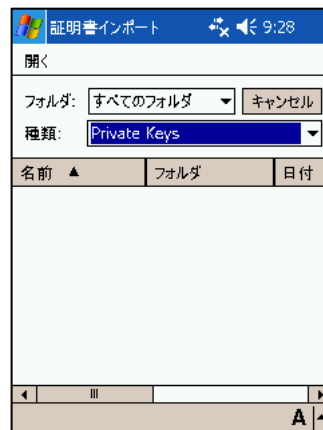 証明書インポート 9:28
開く
フォルダ: すべてのフォルダ キャンセル
種類: Private Keys
名前 ▲ フォルダ 日付
A